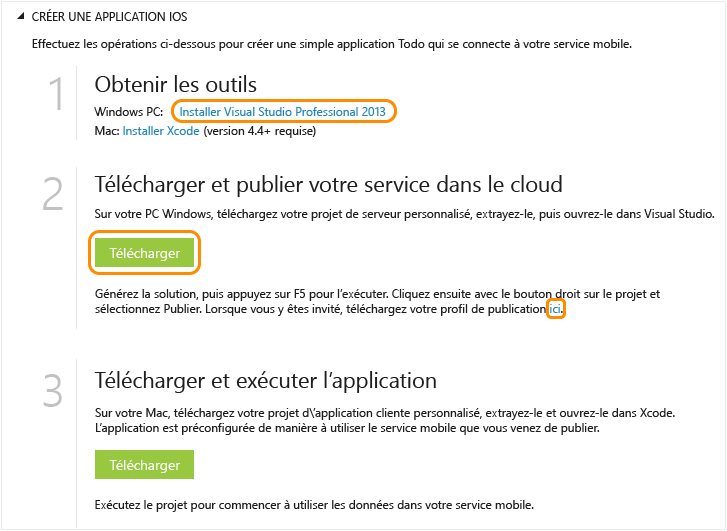 CRÉER UNE APPLICATION IOS
Effectuez les opérations ci-dessous pour créer une simple application Todo qui se connecte à votre service mobile.
1
Obtenir les outils
Windows PC: Installer Visual Studio Professional 2013
Mac: Installer Xcode (version 4.4+ requise)
2
Télécharger et publier votre service dans le cloud
Sur votre PC Windows, téléchargez votre projet de serveur personnalisé, extrayez-le, puis ouvrez-le dans Visual Studio.
Télécharger
Générez la solution, puis appuyez sur F5 pour l'exécuter. Cliquez ensuite avec le bouton droit sur le projet et
sélectionnez Publier. Lorsque vous y êtes invité, téléchargez votre profil de publication ici.
3
Télécharger et exécuter l'application
Sur votre Mac, téléchargez votre projet d\'application cliente personnalisé, extrayez-le et ouvrez-le dans Xcode.
L'application est préconfigurée de manière à utiliser le service mobile que vous venez de publier.
Télécharger
Exécutez le projet pour commencer à utiliser les données dans votre service mobile.